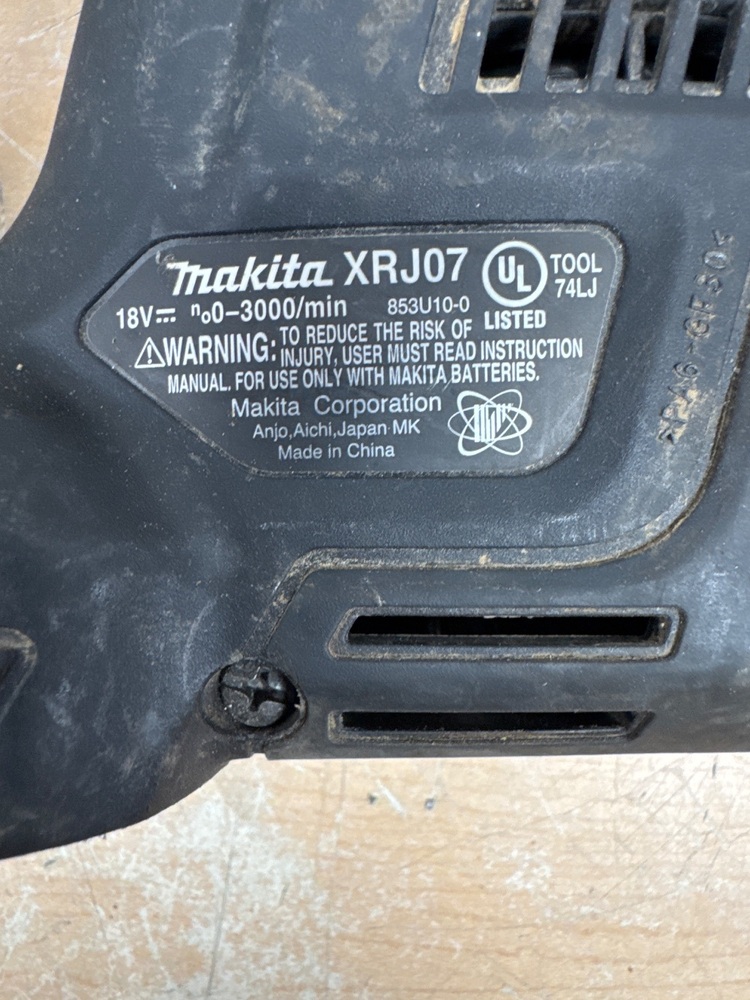 makita XRJ07 UL TOOL 74LJ LISTED
18V⎓ n₀0–3000/min 853U10-0
⚠WARNING: TO REDUCE THE RISK OF
INJURY, USER MUST READ INSTRUCTION
MANUAL. FOR USE ONLY WITH MAKITA BATTERIES.
Makita Corporation
Anjo,Aichi,Japan MK
Made in China
>PA6-GF30<